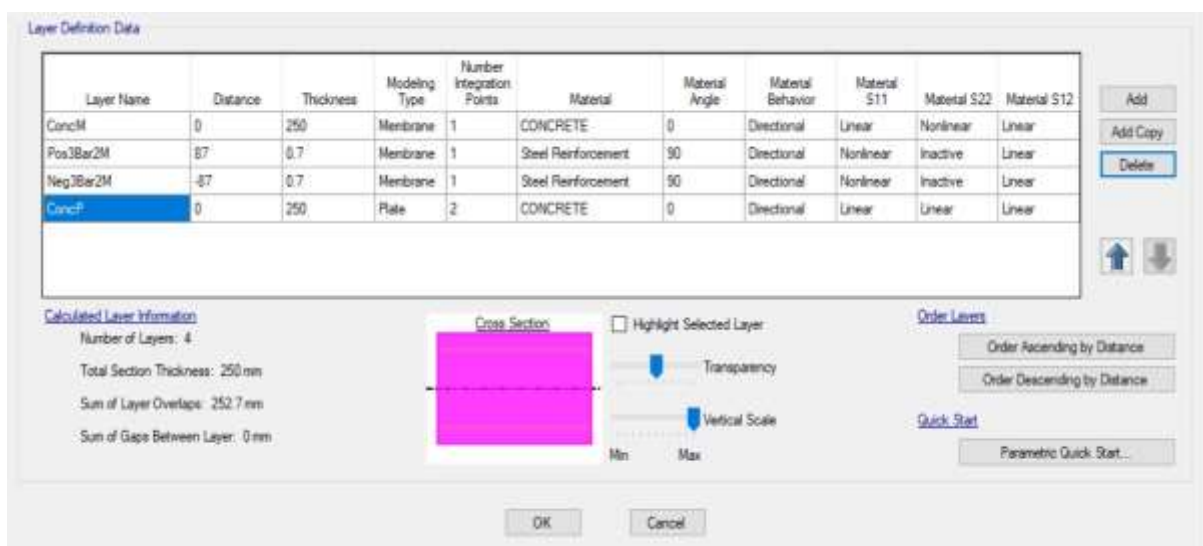 Layer Definition Data
Layer Name Distance Thickness Modeling Type Number Integration Points Material Material Angle Material Behavior Material S11 Material S22 Material S12
ConcM 0 250 Membrane 1 CONCRETE 0 Directional Linear Nonlinear Linear
Pos3Bar2M 87 0.7 Membrane 1 Steel Reinforcement 90 Directional Nonlinear Inactive Linear
Neg3Bar2M -87 0.7 Membrane 1 Steel Reinforcement 90 Directional Nonlinear Inactive Linear
ConcP 0 250 Plate 2 CONCRETE 0 Directional Linear Linear Linear
Add
Add Copy
Delete
Calculated Layer Information
Number of Layers: 4
Total Section Thickness: 250 mm
Sum of Layer Overlaps: 252.7 mm
Sum of Gaps Between Layer: 0 mm
Cross Section
Highlight Selected Layer
Transparency
Vertical Scale
Min Max
Order Layers
Order Ascending by Distance
Order Descending by Distance
Quick Start
Parametric Quick Start...
OK Cancel